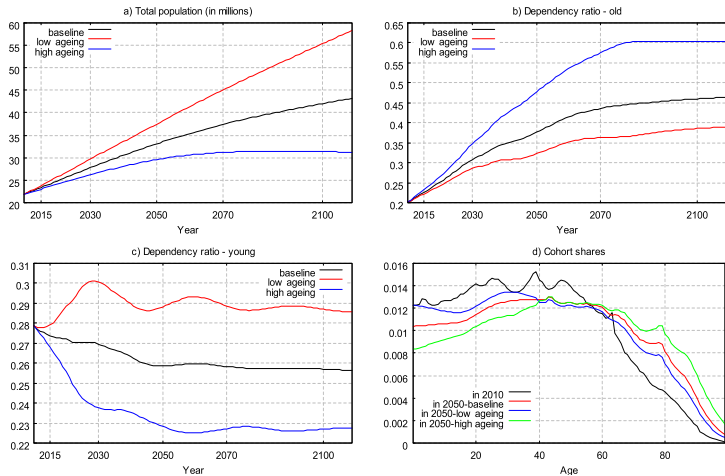 a) Total population (in millions)
baseline
low ageing
high ageing
60
55
50
45
40
35
30
25
20
2015 2030 2050 2070 2100
Year
b) Dependency ratio - old
baseline
low ageing
high ageing
0.6
0.55
0.5
0.45
0.4
0.35
0.3
0.25
0.2
2015 2030 2050 2070 2100
Year
c) Dependency ratio - young
baseline
low ageing
high ageing
0.31
0.3
0.29
0.28
0.27
0.26
0.25
0.24
0.23
0.22
2015 2030 2050 2070 2100
Year
d) Cohort shares
0.016
0.014
0.012
0.01
0.008
0.006
0.004
0.002
0
in 2010
in 2050-baseline
in 2050-low ageing
in 2050-high ageing
20 40 60 80
Age